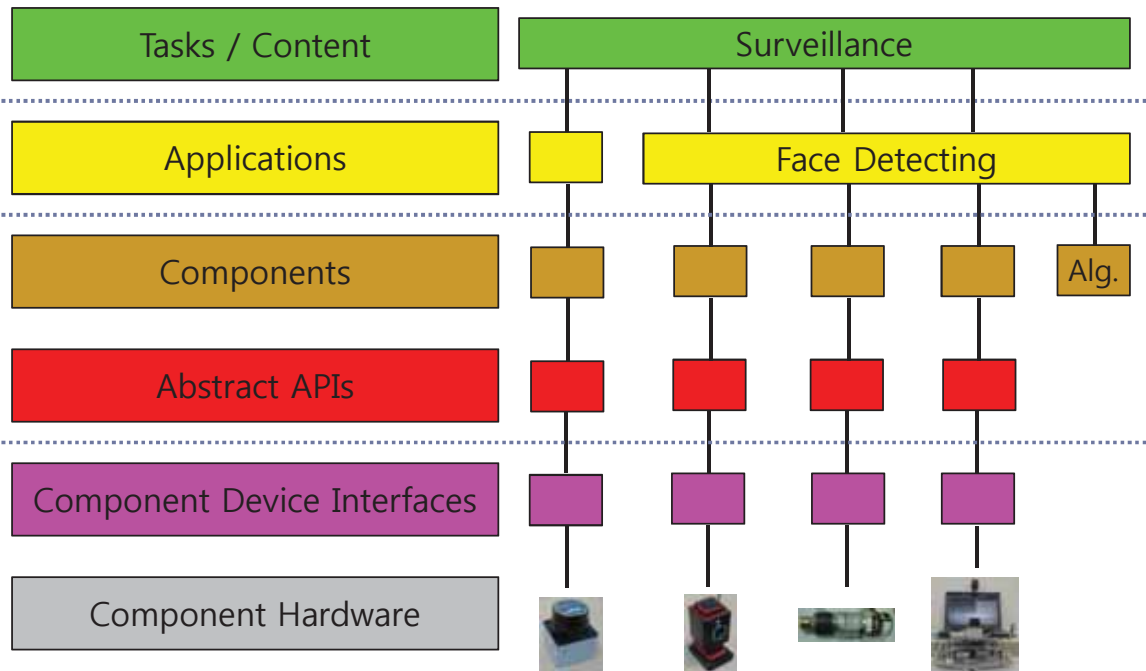 Tasks / Content
Surveillance
Applications
Face Detecting
Components
Alg.
Abstract APIs
Component Device Interfaces
Component Hardware